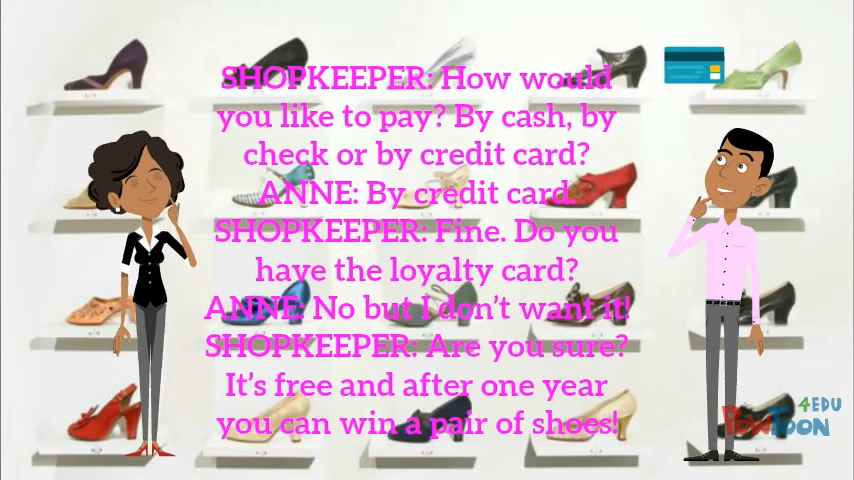 SHOPKEEPER: How would
you like to pay? By cash, by
check or by credit card?
ANNE: By credit card.
SHOPKEEPER: Fine. Do you
have the loyalty card?
ANNE: No but I don't want it!
SHOPKEEPER: Are you sure?
It's free and after one year
you can win a pair of shoes!
4EDU
POWTOON